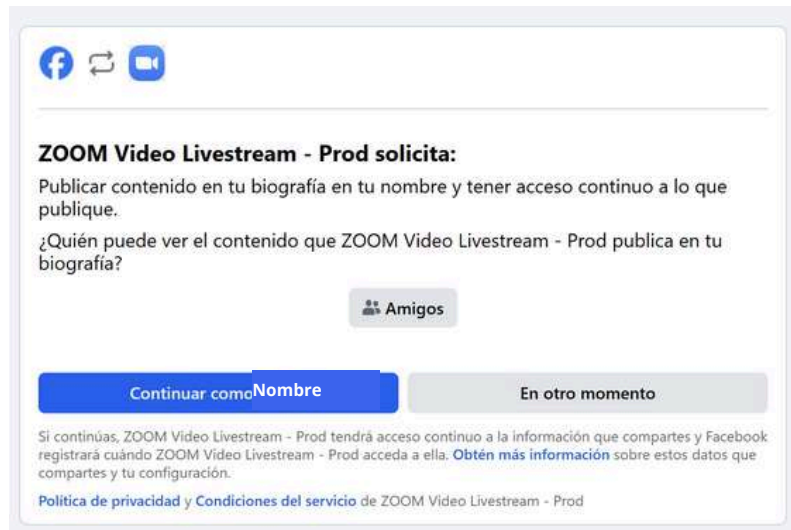 ZOOM Video Livestream - Prod solicita:
Publicar contenido en tu biografía en tu nombre y tener acceso continuo a lo que
publique.
¿Quién puede ver el contenido que ZOOM Video Livestream - Prod publica en tu
biografía?
Amigos
Continuar como Nombre
En otro momento
Si continúas, ZOOM Video Livestream - Prod tendrá acceso continuo a la información que compartes y Facebook
registrará cuándo ZOOM Video Livestream - Prod acceda a ella. Obtén más información sobre estos datos que
compartes y tu configuración.
Política de privacidad y Condiciones del servicio de ZOOM Video Livestream - Prod